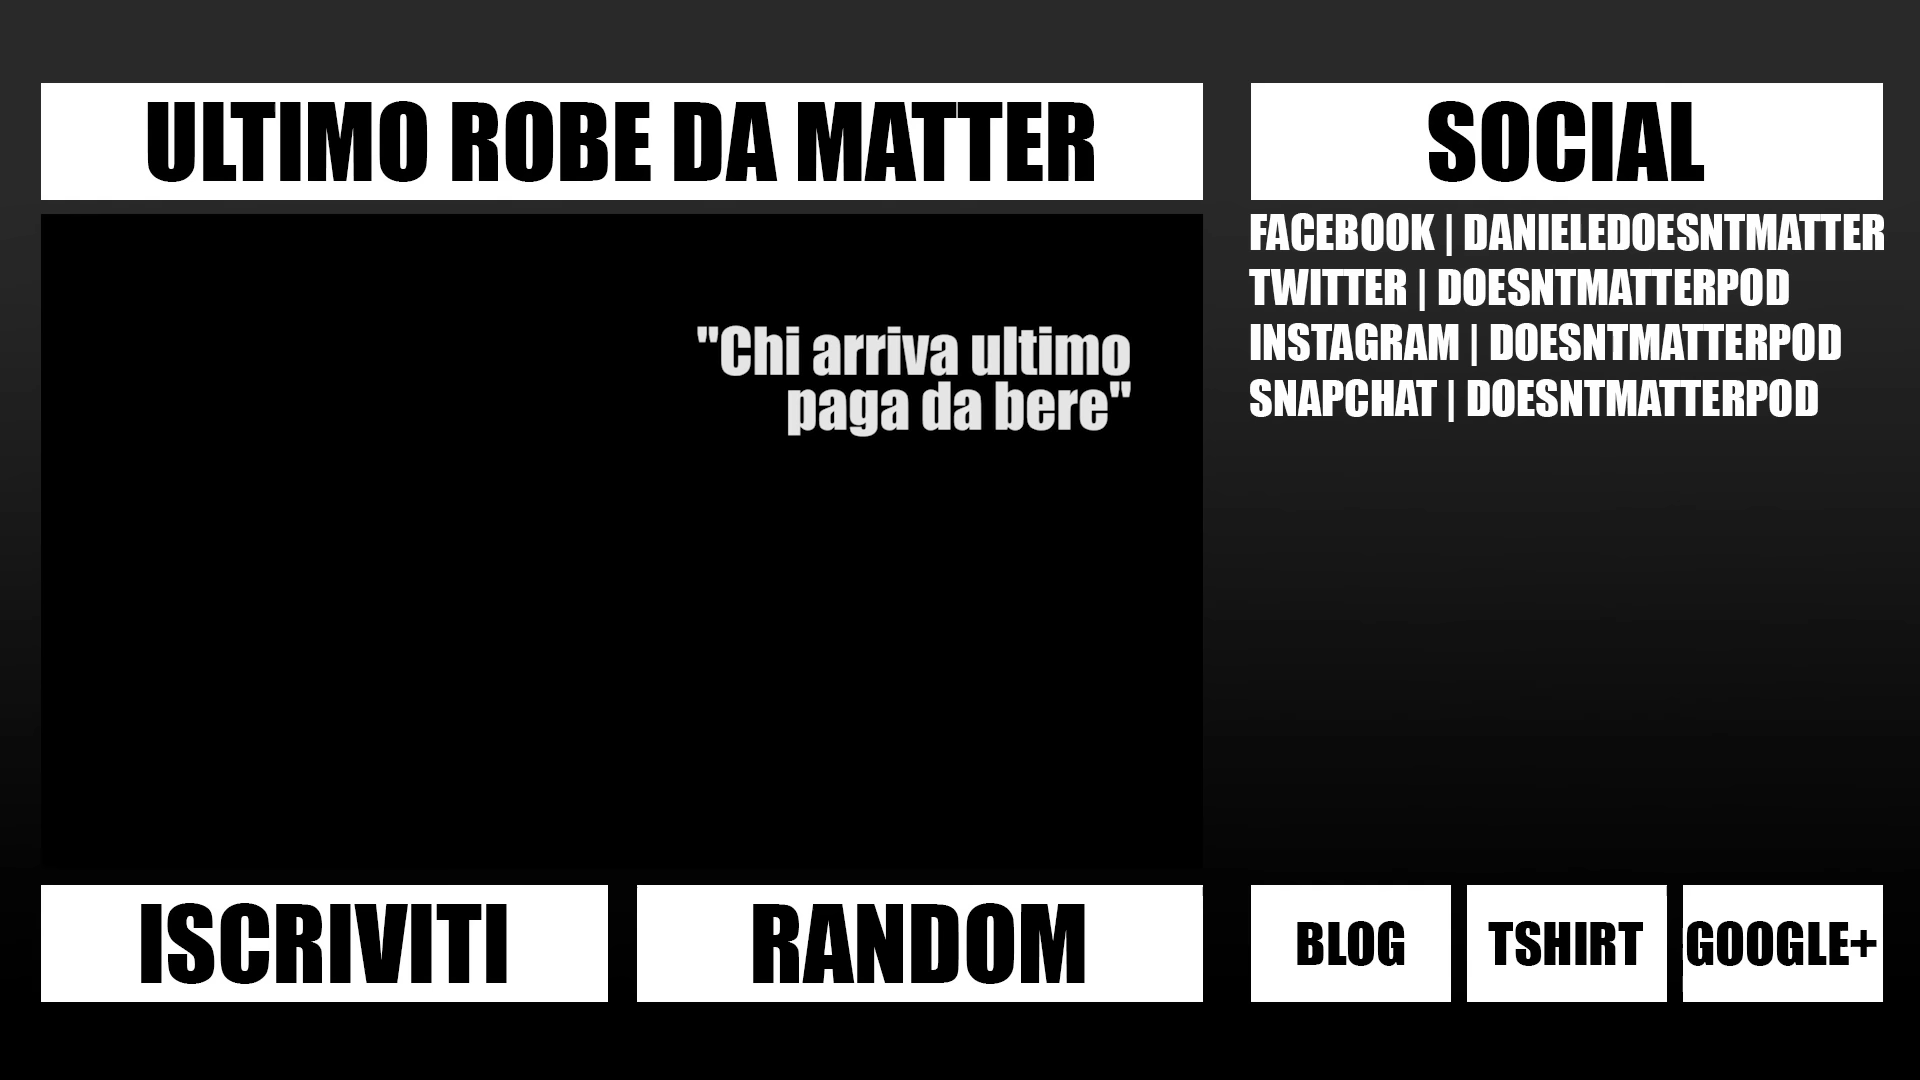 ULTIMO ROBE DA MATTER
"Chi arriva ultimo
paga da bere"
ISCRIVITI
RANDOM
SOCIAL
FACEBOOK | DANIELEDOESNTMATTER
TWITTER | DOESNTMATTERPOD
INSTAGRAM | DOESNTMATTERPOD
SNAPCHAT | DOESNTMATTERPOD
BLOG
TSHIRT
GOOGLE+